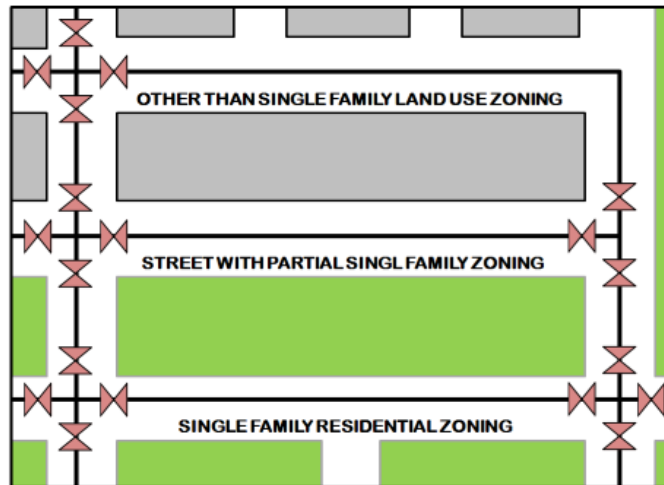 OTHER THAN SINGLE FAMILY LAND USE ZONING
STREET WITH PARTIAL SINGL FAMILY ZONING
SINGLE FAMILY RESIDENTIAL ZONING